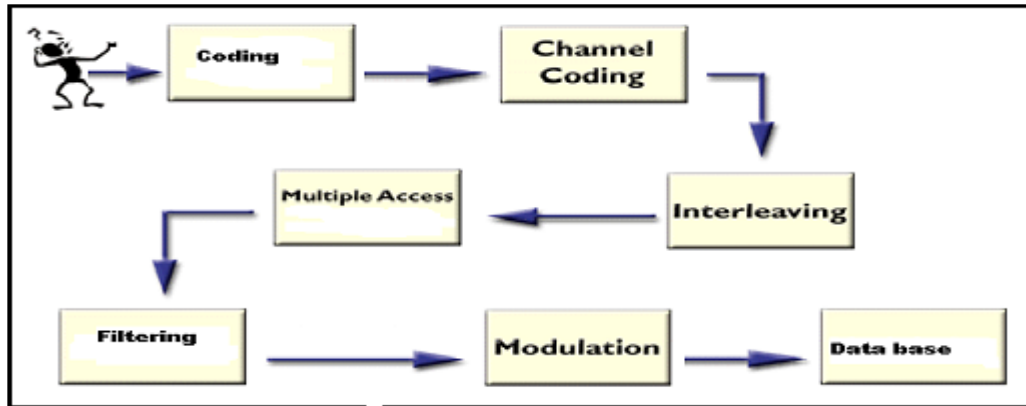 Coding
Channel
Coding
Interleaving
Multiple Access
Filtering
Modulation
Data base